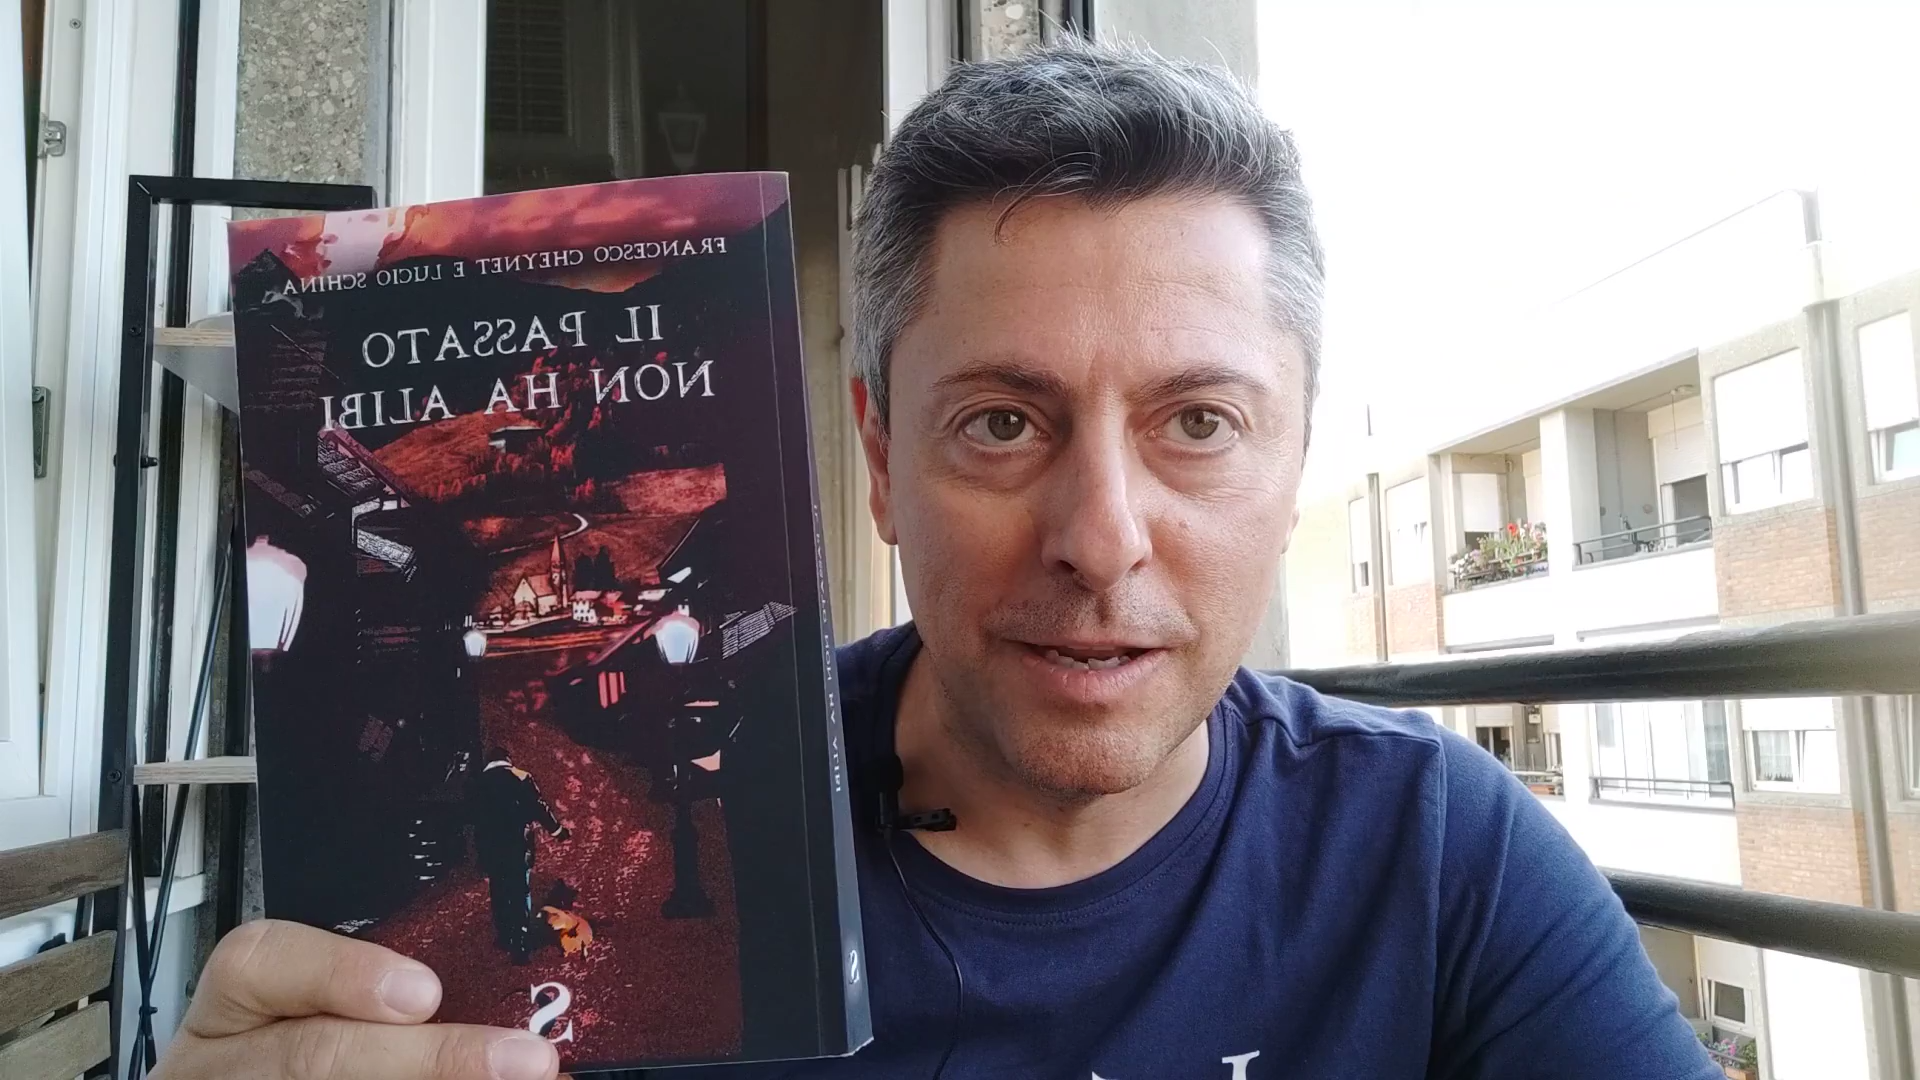 FRANCESCO CHEYNET E LUCIO SCHINA
IL PASSATO
NON HA ALIBI
S
IL PASSATO NON HA ALIBI
S